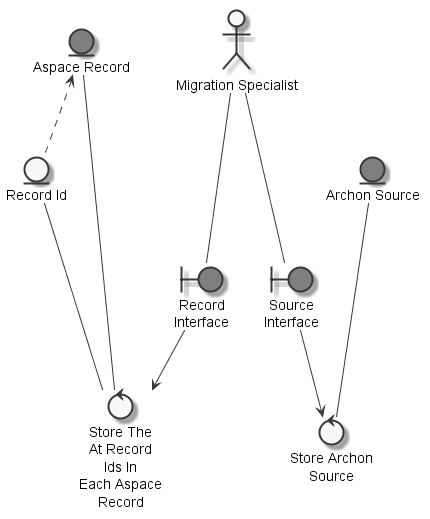 Aspace Record
Migration Specialist
Record Id
Archon Source
Record
Interface
Source
Interface
Store The
At Record
Ids In
Each Aspace
Record
Store Archon
Source